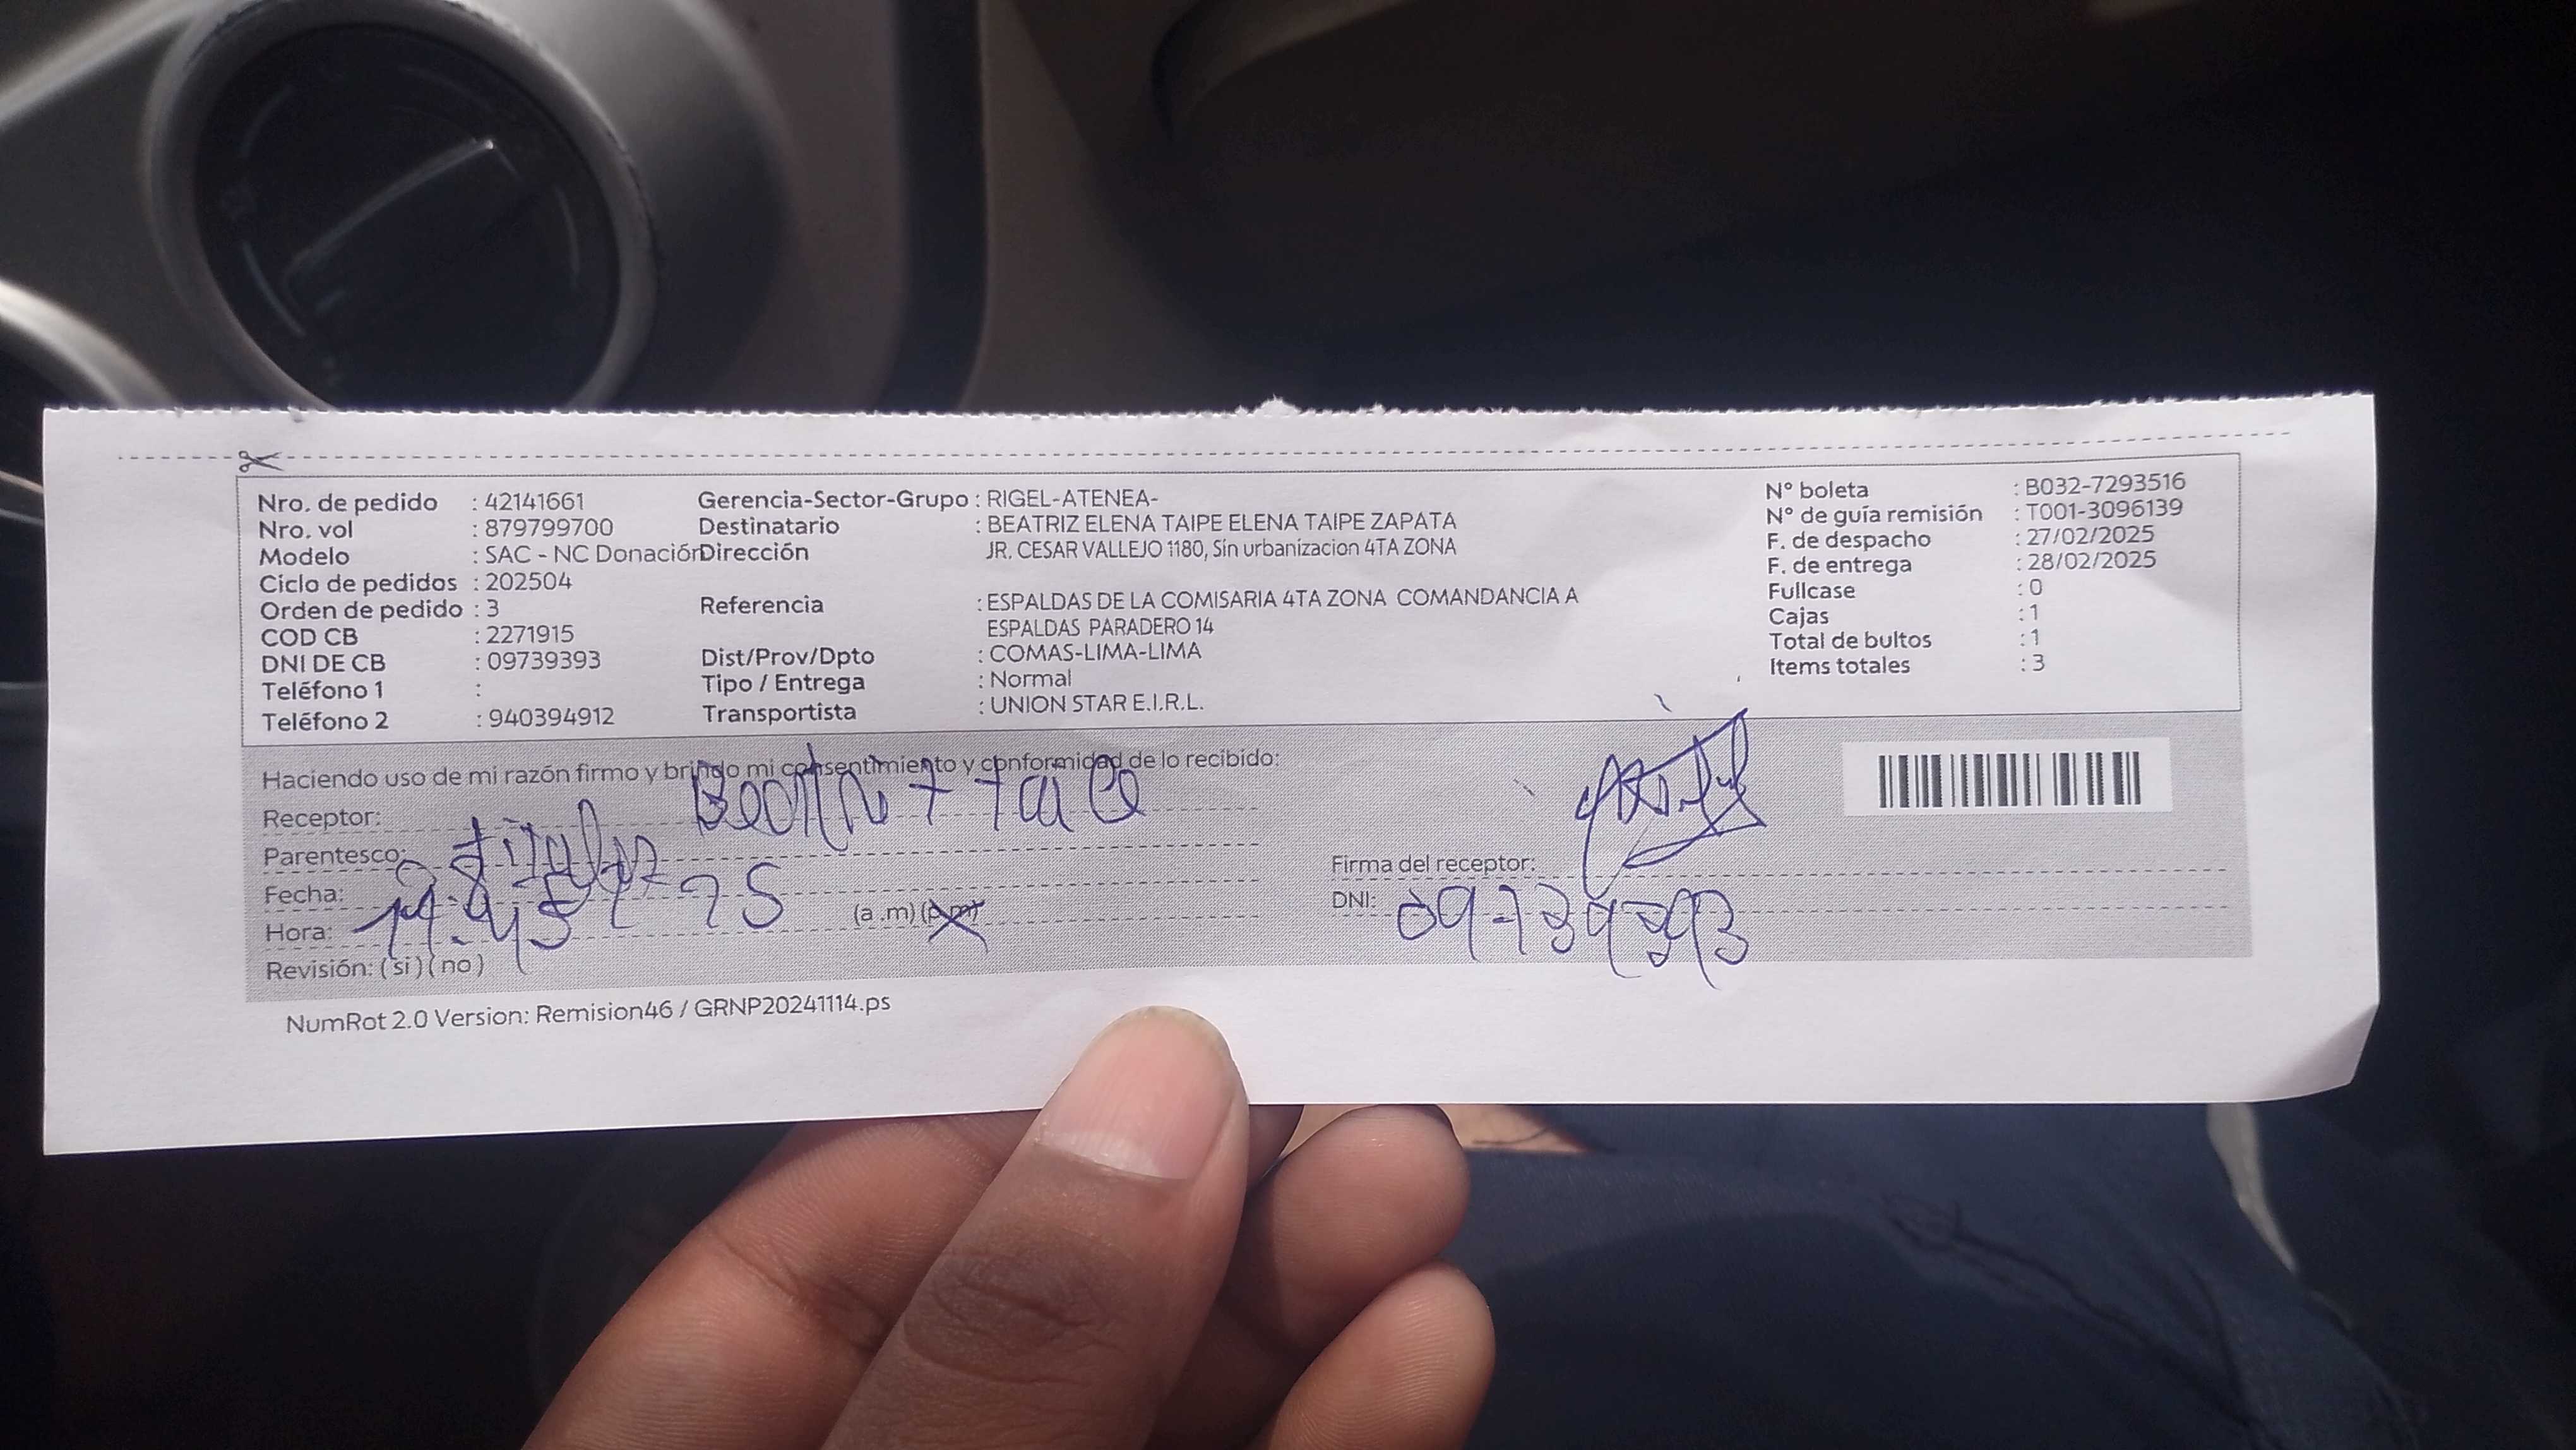 Nro. de pedido : 42141661
Nro. vol : 879799700
Modelo : SAC - NC Donación
Ciclo de pedidos : 202504
Orden de pedido : 3
COD CB : 2271915
DNI DE CB : 09739393
Teléfono 1 :
Teléfono 2 : 940394912
Gerencia-Sector-Grupo : RIGEL-ATENEA-
Destinatario : BEATRIZ ELENA TAIPE ELENA TAIPE ZAPATA
Dirección JR. CESAR VALLEJO 1180, Sin urbanizacion 4TA ZONA
Referencia : ESPALDAS DE LA COMISARIA 4TA ZONA COMANDANCIA A
ESPALDAS PARADERO 14
Dist/Prov/Dpto : COMAS-LIMA-LIMA
Tipo / Entrega : Normal
Transportista : UNION STAR E.I.R.L.
N° boleta : B032-7293516
N° de guía remisión : T001-3096139
F. de despacho : 27/02/2025
F. de entrega : 28/02/2025
Fullcase : 0
Cajas : 1
Total de bultos : 1
Items totales : 3
Haciendo uso de mi razón firmo y brindo mi consentimiento y conformidad de lo recibido:
Receptor:
Parentesco: titular
Fecha:
Hora: 11:45 (a.m) (p.m)
Revisión: (si) (no)
Firma del receptor:
DNI: 09739393
NumRot 2.0 Version: Remision46 / GRNP20241114.ps